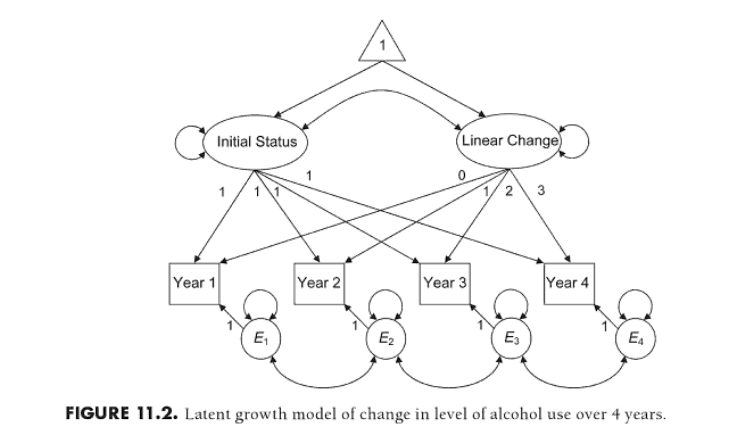 1
Initial Status
Linear Change
1 1 1 1 0 1 2 3
Year 1 Year 2 Year 3 Year 4
1 1 1 1
E1 E2 E3 E4
FIGURE 11.2. Latent growth model of change in level of alcohol use over 4 years.